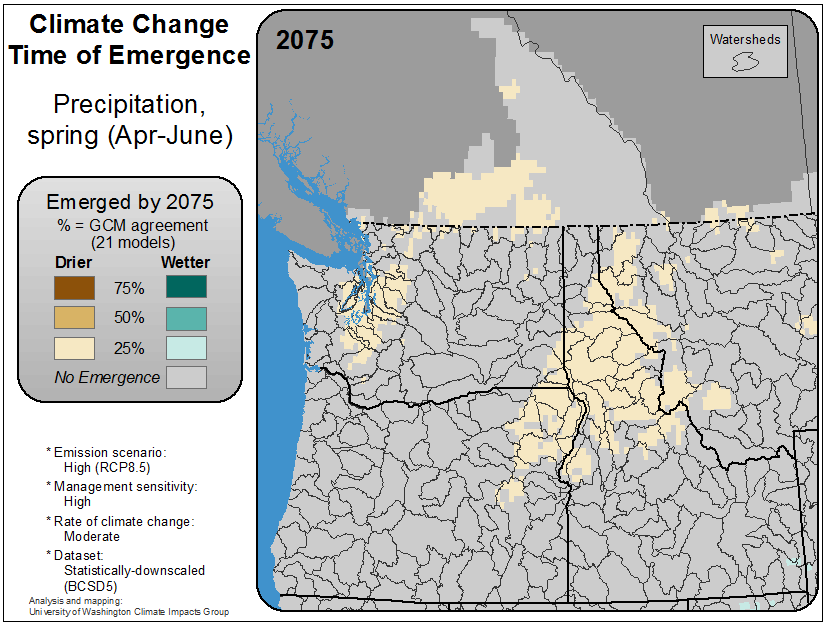 Climate Change
Time of Emergence
Precipitation,
spring (Apr-June)
Emerged by 2075
% = GCM agreement
(21 models)
Drier Wetter
75%
50%
25%
No Emergence
* Emission scenario:
High (RCP8.5)
* Management sensitivity:
High
* Rate of climate change:
Moderate
* Dataset:
Statistically-downscaled
(BCSD5)
Analysis and mapping:
University of Washington Climate Impacts Group
2075
Watersheds